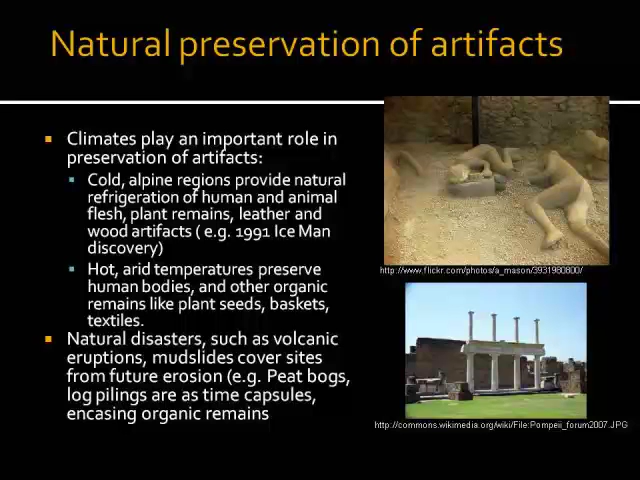 Natural preservation of artifacts
Climates play an important role in
preservation of artifacts:
Cold, alpine regions provide natural
refrigeration of human and animal
flesh, plant remains, leather and
wood artifacts ( e.g. 1991 Ice Man
discovery)
Hot, arid temperatures preserve
human bodies, and other organic
remains like plant seeds, baskets,
textiles.
Natural disasters, such as volcanic
eruptions, mudslides cover sites
from future erosion (e.g. Peat bogs,
log pilings are as time capsules,
encasing organic remains
http://www.flickr.com/photos/a_mason/3931980800/
http://commons.wikimedia.org/wiki/File:Pompeii_forum2007.JPG